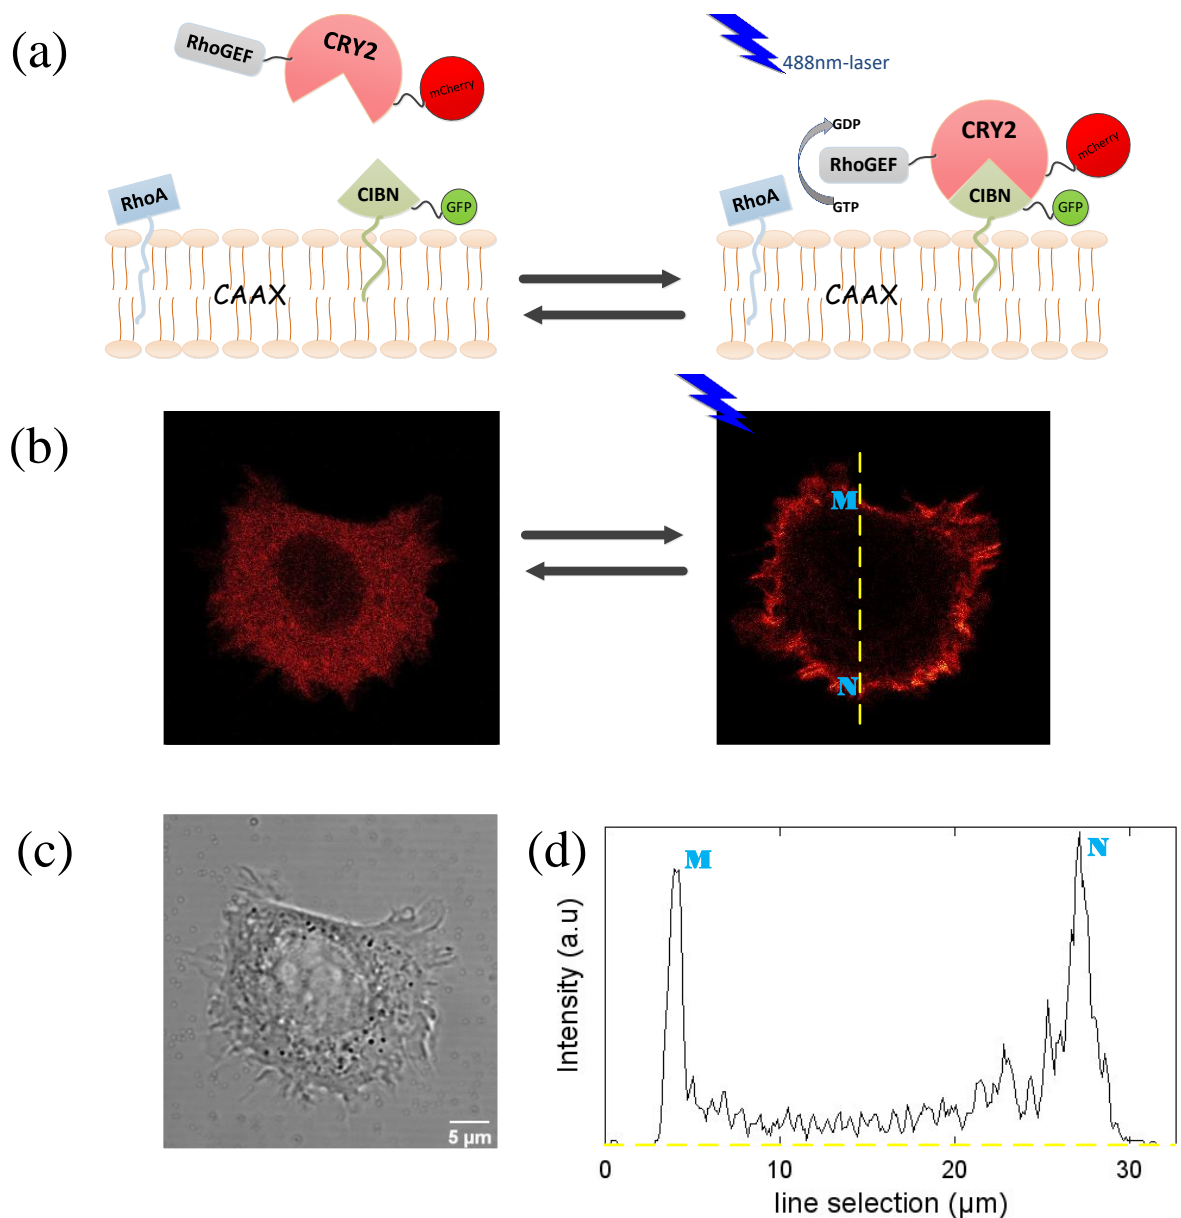 (a)
RhoGEF
CRY2
mCherry
488nm-laser
GDP
CRY2
mCherry
RhoGEF
RhoA
CIBN
GFP
RhoA
GTP
CIBN
GFP
CAAX
CAAX
(b)
M
N
(c)
5 µm
(d)
M
N
Intensity (a.u)
0 10 20 30
line selection (µm)